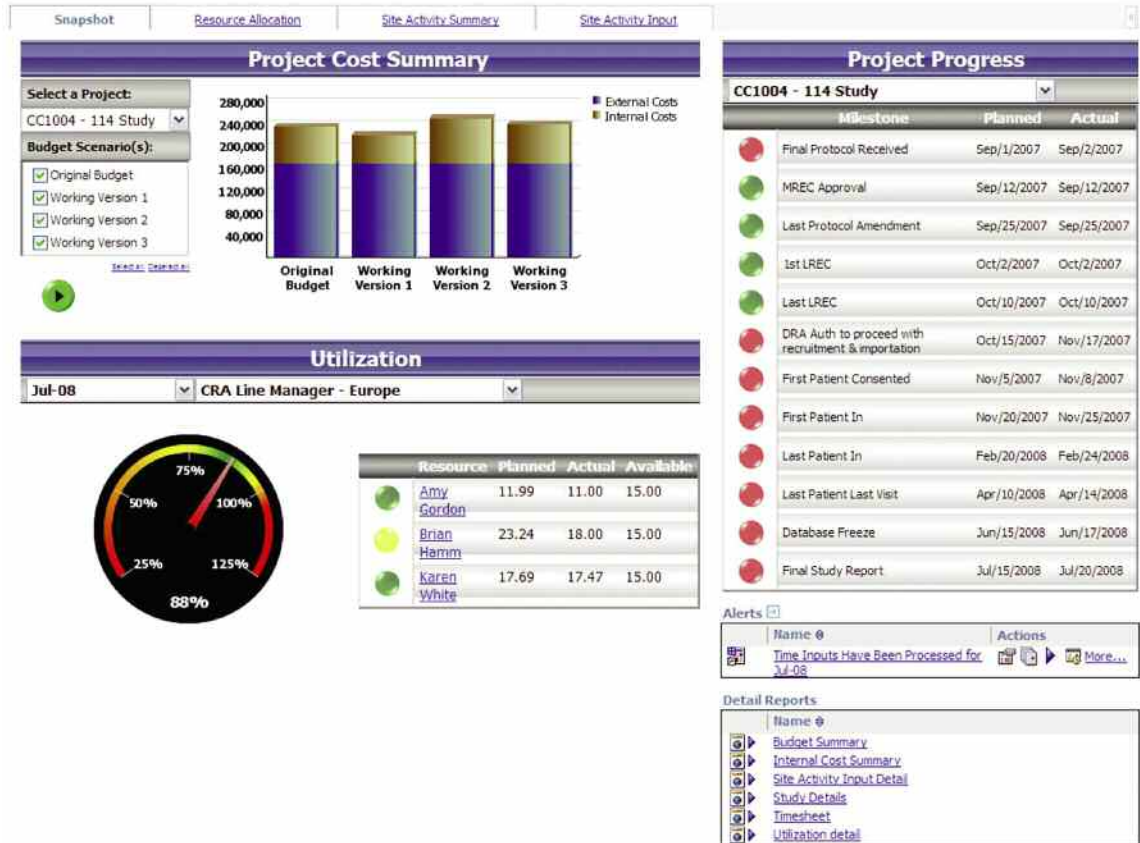 Snapshot
Resource Allocation
Site Activity Summary
Site Activity Input
Project Cost Summary
Select a Project:
CC1004 - 114 Study
Budget Scenario(s):
Original Budget
Working Version 1
Working Version 2
Working Version 3
Select all Deselect all
280,000
240,000
200,000
160,000
120,000
80,000
40,000
Original Budget
Working Version 1
Working Version 2
Working Version 3
External Costs
Internal Costs
Utilization
Jul-08
CRA Line Manager - Europe
25%
50%
75%
100%
125%
88%
Resource Planned Actual Available
Amy Gordon 11.99 11.00 15.00
Brian Hamm 23.24 18.00 15.00
Karen White 17.69 17.47 15.00
Project Progress
CC1004 - 114 Study
Milestone Planned Actual
Final Protocol Received Sep/1/2007 Sep/2/2007
MREC Approval Sep/12/2007 Sep/12/2007
Last Protocol Amendment Sep/25/2007 Sep/25/2007
1st LREC Oct/2/2007 Oct/2/2007
Last LREC Oct/10/2007 Oct/10/2007
DRA Auth to proceed with recruitment & importation Oct/15/2007 Nov/17/2007
First Patient Consented Nov/5/2007 Nov/8/2007
First Patient In Nov/20/2007 Nov/25/2007
Last Patient In Feb/20/2008 Feb/24/2008
Last Patient Last Visit Apr/10/2008 Apr/14/2008
Database Freeze Jun/15/2008 Jun/17/2008
Final Study Report Jul/15/2008 Jul/20/2008
Alerts
Name Actions
Time Inputs Have Been Processed for Jul-08 More...
Detail Reports
Name
Budget Summary
Internal Cost Summary
Site Activity Input Detail
Study Details
Timesheet
Utilization detail